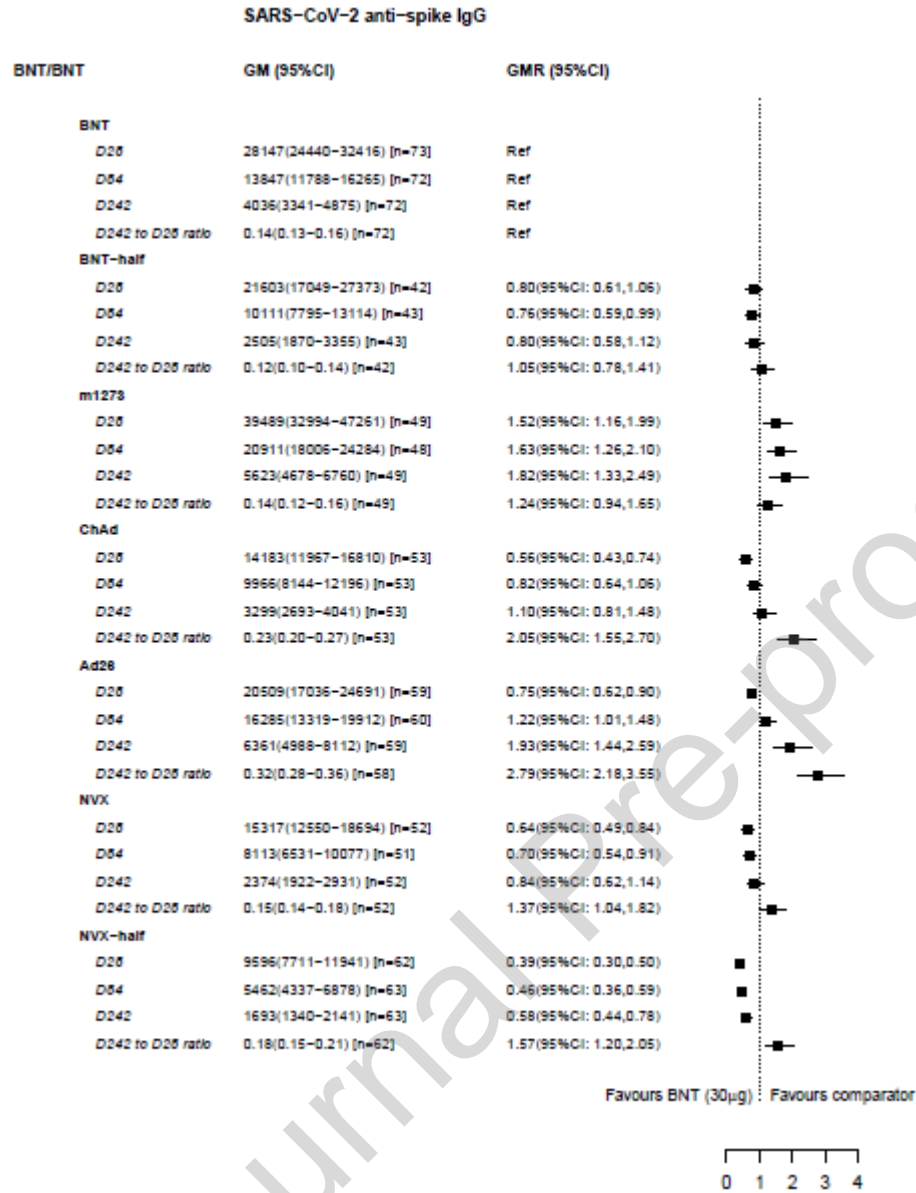 SARS−CoV−2 anti−spike IgG
BNT/BNT GM (95%CI) GMR (95%CI)
BNT
D28 28147(24440−32416) [n=73] Ref
D84 13847(11788−16265) [n=72] Ref
D242 4036(3341−4875) [n=72] Ref
D242 to D28 ratio 0.14(0.13−0.16) [n=72] Ref
BNT−half
D28 21603(17049−27373) [n=42] 0.80(95%CI: 0.61,1.06)
D84 10111(7795−13114) [n=43] 0.76(95%CI: 0.59,0.99)
D242 2505(1870−3355) [n=43] 0.80(95%CI: 0.58,1.12)
D242 to D28 ratio 0.12(0.10−0.14) [n=42] 1.05(95%CI: 0.78,1.41)
m1273
D28 39489(32994−47261) [n=49] 1.52(95%CI: 1.16,1.99)
D84 20911(18006−24284) [n=48] 1.63(95%CI: 1.26,2.10)
D242 5623(4678−6760) [n=49] 1.82(95%CI: 1.33,2.49)
D242 to D28 ratio 0.14(0.12−0.16) [n=49] 1.24(95%CI: 0.94,1.65)
ChAd
D28 14183(11967−16810) [n=53] 0.56(95%CI: 0.43,0.74)
D84 9966(8144−12196) [n=53] 0.82(95%CI: 0.64,1.06)
D242 3299(2693−4041) [n=53] 1.10(95%CI: 0.81,1.48)
D242 to D28 ratio 0.23(0.20−0.27) [n=53] 2.05(95%CI: 1.55,2.70)
Ad26
D28 20509(17036−24691) [n=59] 0.75(95%CI: 0.62,0.90)
D84 16285(13319−19912) [n=60] 1.22(95%CI: 1.01,1.48)
D242 6361(4988−8112) [n=59] 1.93(95%CI: 1.44,2.59)
D242 to D28 ratio 0.32(0.28−0.36) [n=58] 2.79(95%CI: 2.18,3.55)
NVX
D28 15317(12550−18694) [n=52] 0.64(95%CI: 0.49,0.84)
D84 8113(6531−10077) [n=51] 0.70(95%CI: 0.54,0.91)
D242 2374(1922−2931) [n=52] 0.84(95%CI: 0.62,1.14)
D242 to D28 ratio 0.15(0.14−0.18) [n=52] 1.37(95%CI: 1.04,1.82)
NVX−half
D28 9596(7711−11941) [n=62] 0.39(95%CI: 0.30,0.50)
D84 5462(4337−6878) [n=63] 0.46(95%CI: 0.36,0.59)
D242 1693(1340−2141) [n=63] 0.58(95%CI: 0.44,0.78)
D242 to D28 ratio 0.18(0.15−0.21) [n=62] 1.57(95%CI: 1.20,2.05)
Favours BNT (30µg) Favours comparator
0 1 2 3 4
urnal Pre-pro